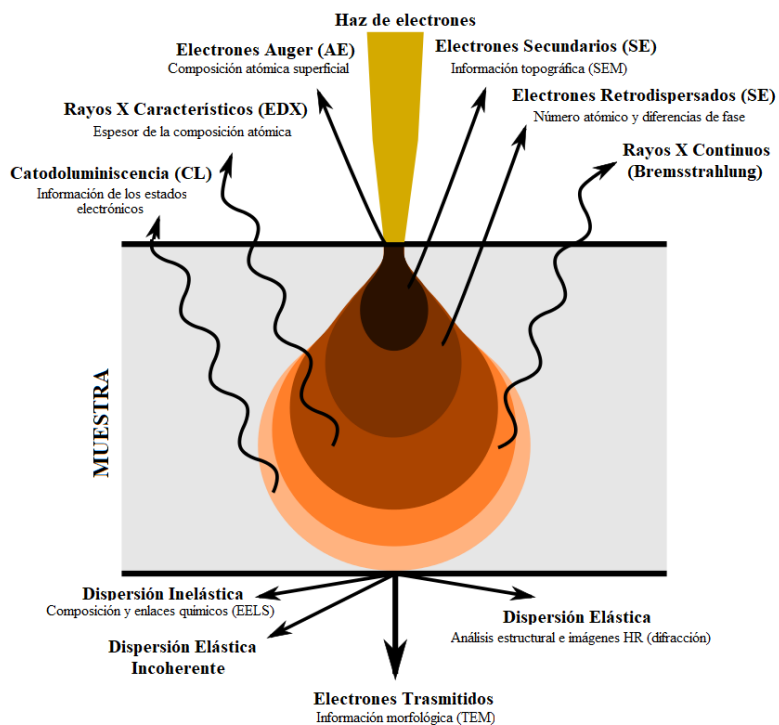 Haz de electrones
Electrones Auger (AE)
Composición atómica superficial
Electrones Secundarios (SE)
Información topográfica (SEM)
Rayos X Característicos (EDX)
Espesor de la composición atómica
Electrones Retrodispersados (SE)
Número atómico y diferencias de fase
Catodoluminiscencia (CL)
Información de los estados
electrónicos
Rayos X Continuos
(Bremsstrahlung)
MUESTRA
Dispersión Inelástica
Composición y enlaces quimicos (EELS)
Dispersión Elástica
Incoherente
Dispersión Elástica
Análisis estructural e imágenes HR (difracción)
Electrones Trasmitidos
Información morfológica (TEM)